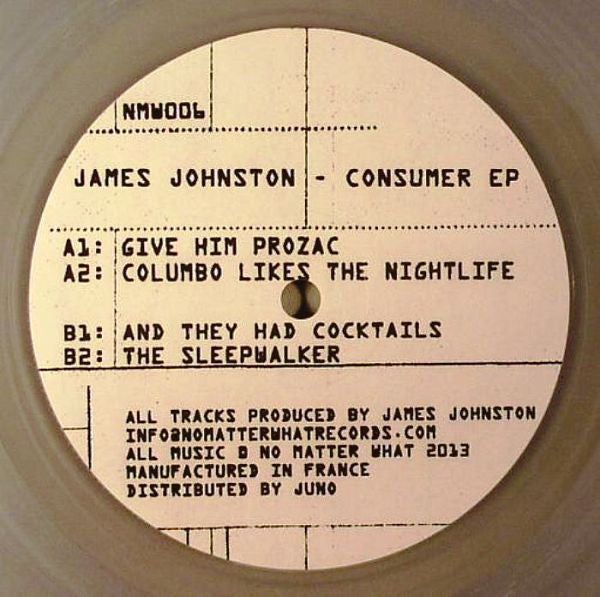 NMW006
JAMES JOHNSTON - CONSUMER EP
A1: GIVE HIM PROZAC
A2: COLUMBO LIKES THE NIGHTLIFE
B1: AND THEY HAD COCKTAILS
B2: THE SLEEPWALKER
ALL TRACKS PRODUCED BY JAMES JOHNSTON
INFO@NOMATTERWHATRECORDS.COM
ALL MUSIC @ NO MATTER WHAT 2013
MANUFACTURED IN FRANCE
DISTRIBUTED BY JUNO